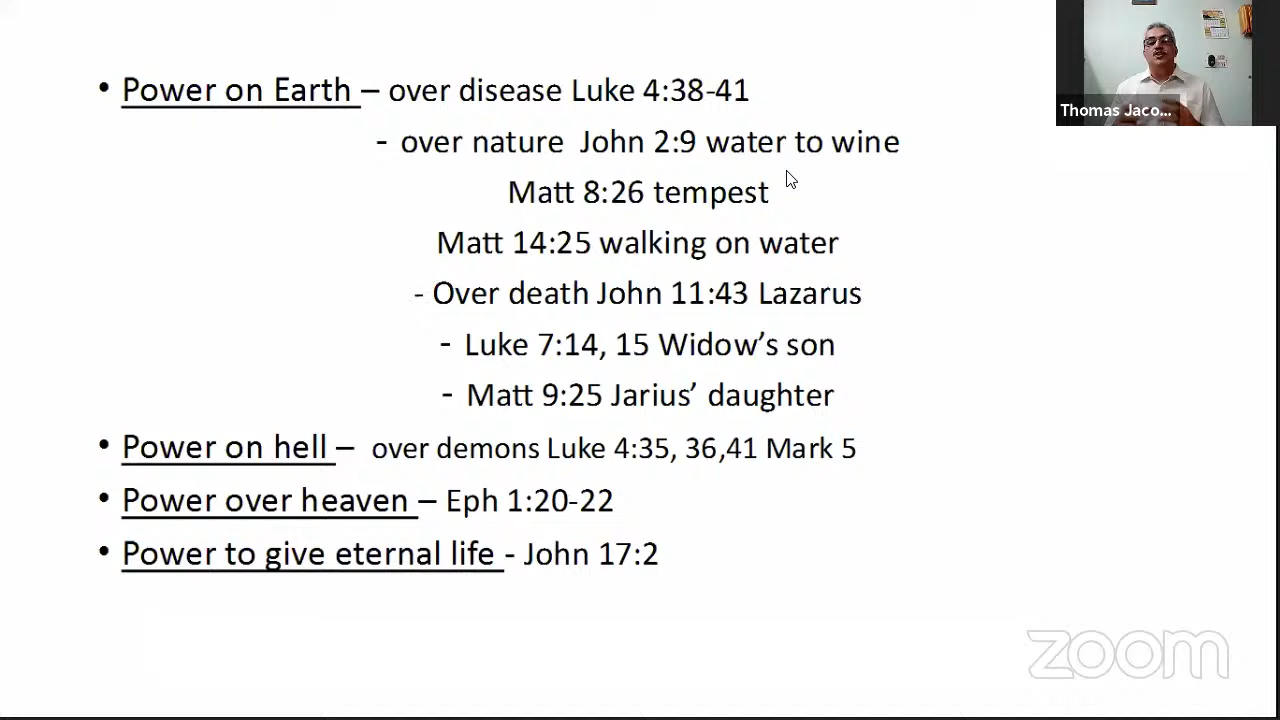 • Power on Earth – over disease Luke 4:38-41
- over nature  John 2:9 water to wine
Matt 8:26 tempest
Matt 14:25 walking on water
- Over death John 11:43 Lazarus
- Luke 7:14, 15 Widow’s son
- Matt 9:25 Jarius’ daughter
• Power on hell – over demons Luke 4:35, 36,41 Mark 5
• Power over heaven – Eph 1:20-22
• Power to give eternal life - John 17:2
Thomas Jaco...
zoom